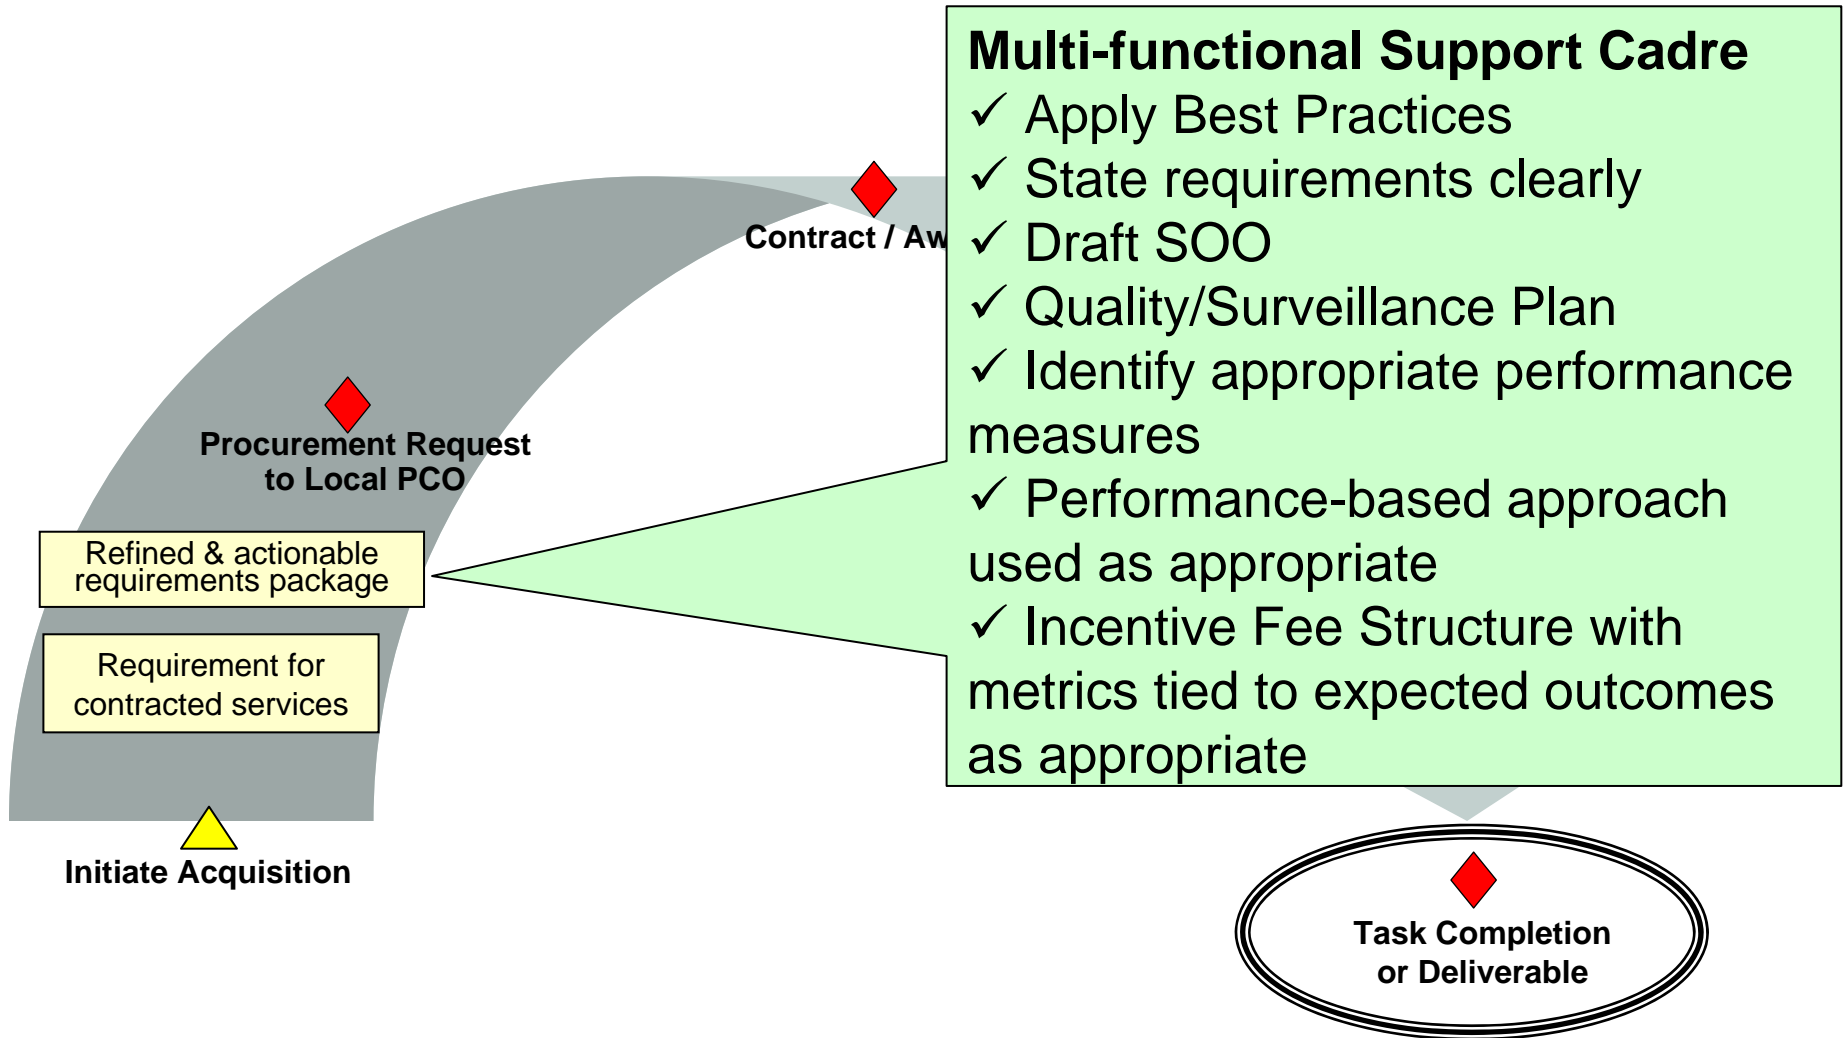 Multi-functional Support Cadre
✓ Apply Best Practices
✓ State requirements clearly
✓ Draft SOO
✓ Quality/Surveillance Plan
✓ Identify appropriate performance
measures
✓ Performance-based approach
used as appropriate
✓ Incentive Fee Structure with
metrics tied to expected outcomes
as appropriate
Contract /
Procurement Request
to Local PCO
Refined & actionable
requirements package
Requirement for
contracted services
Initiate Acquisition
Task Completion
or Deliverable